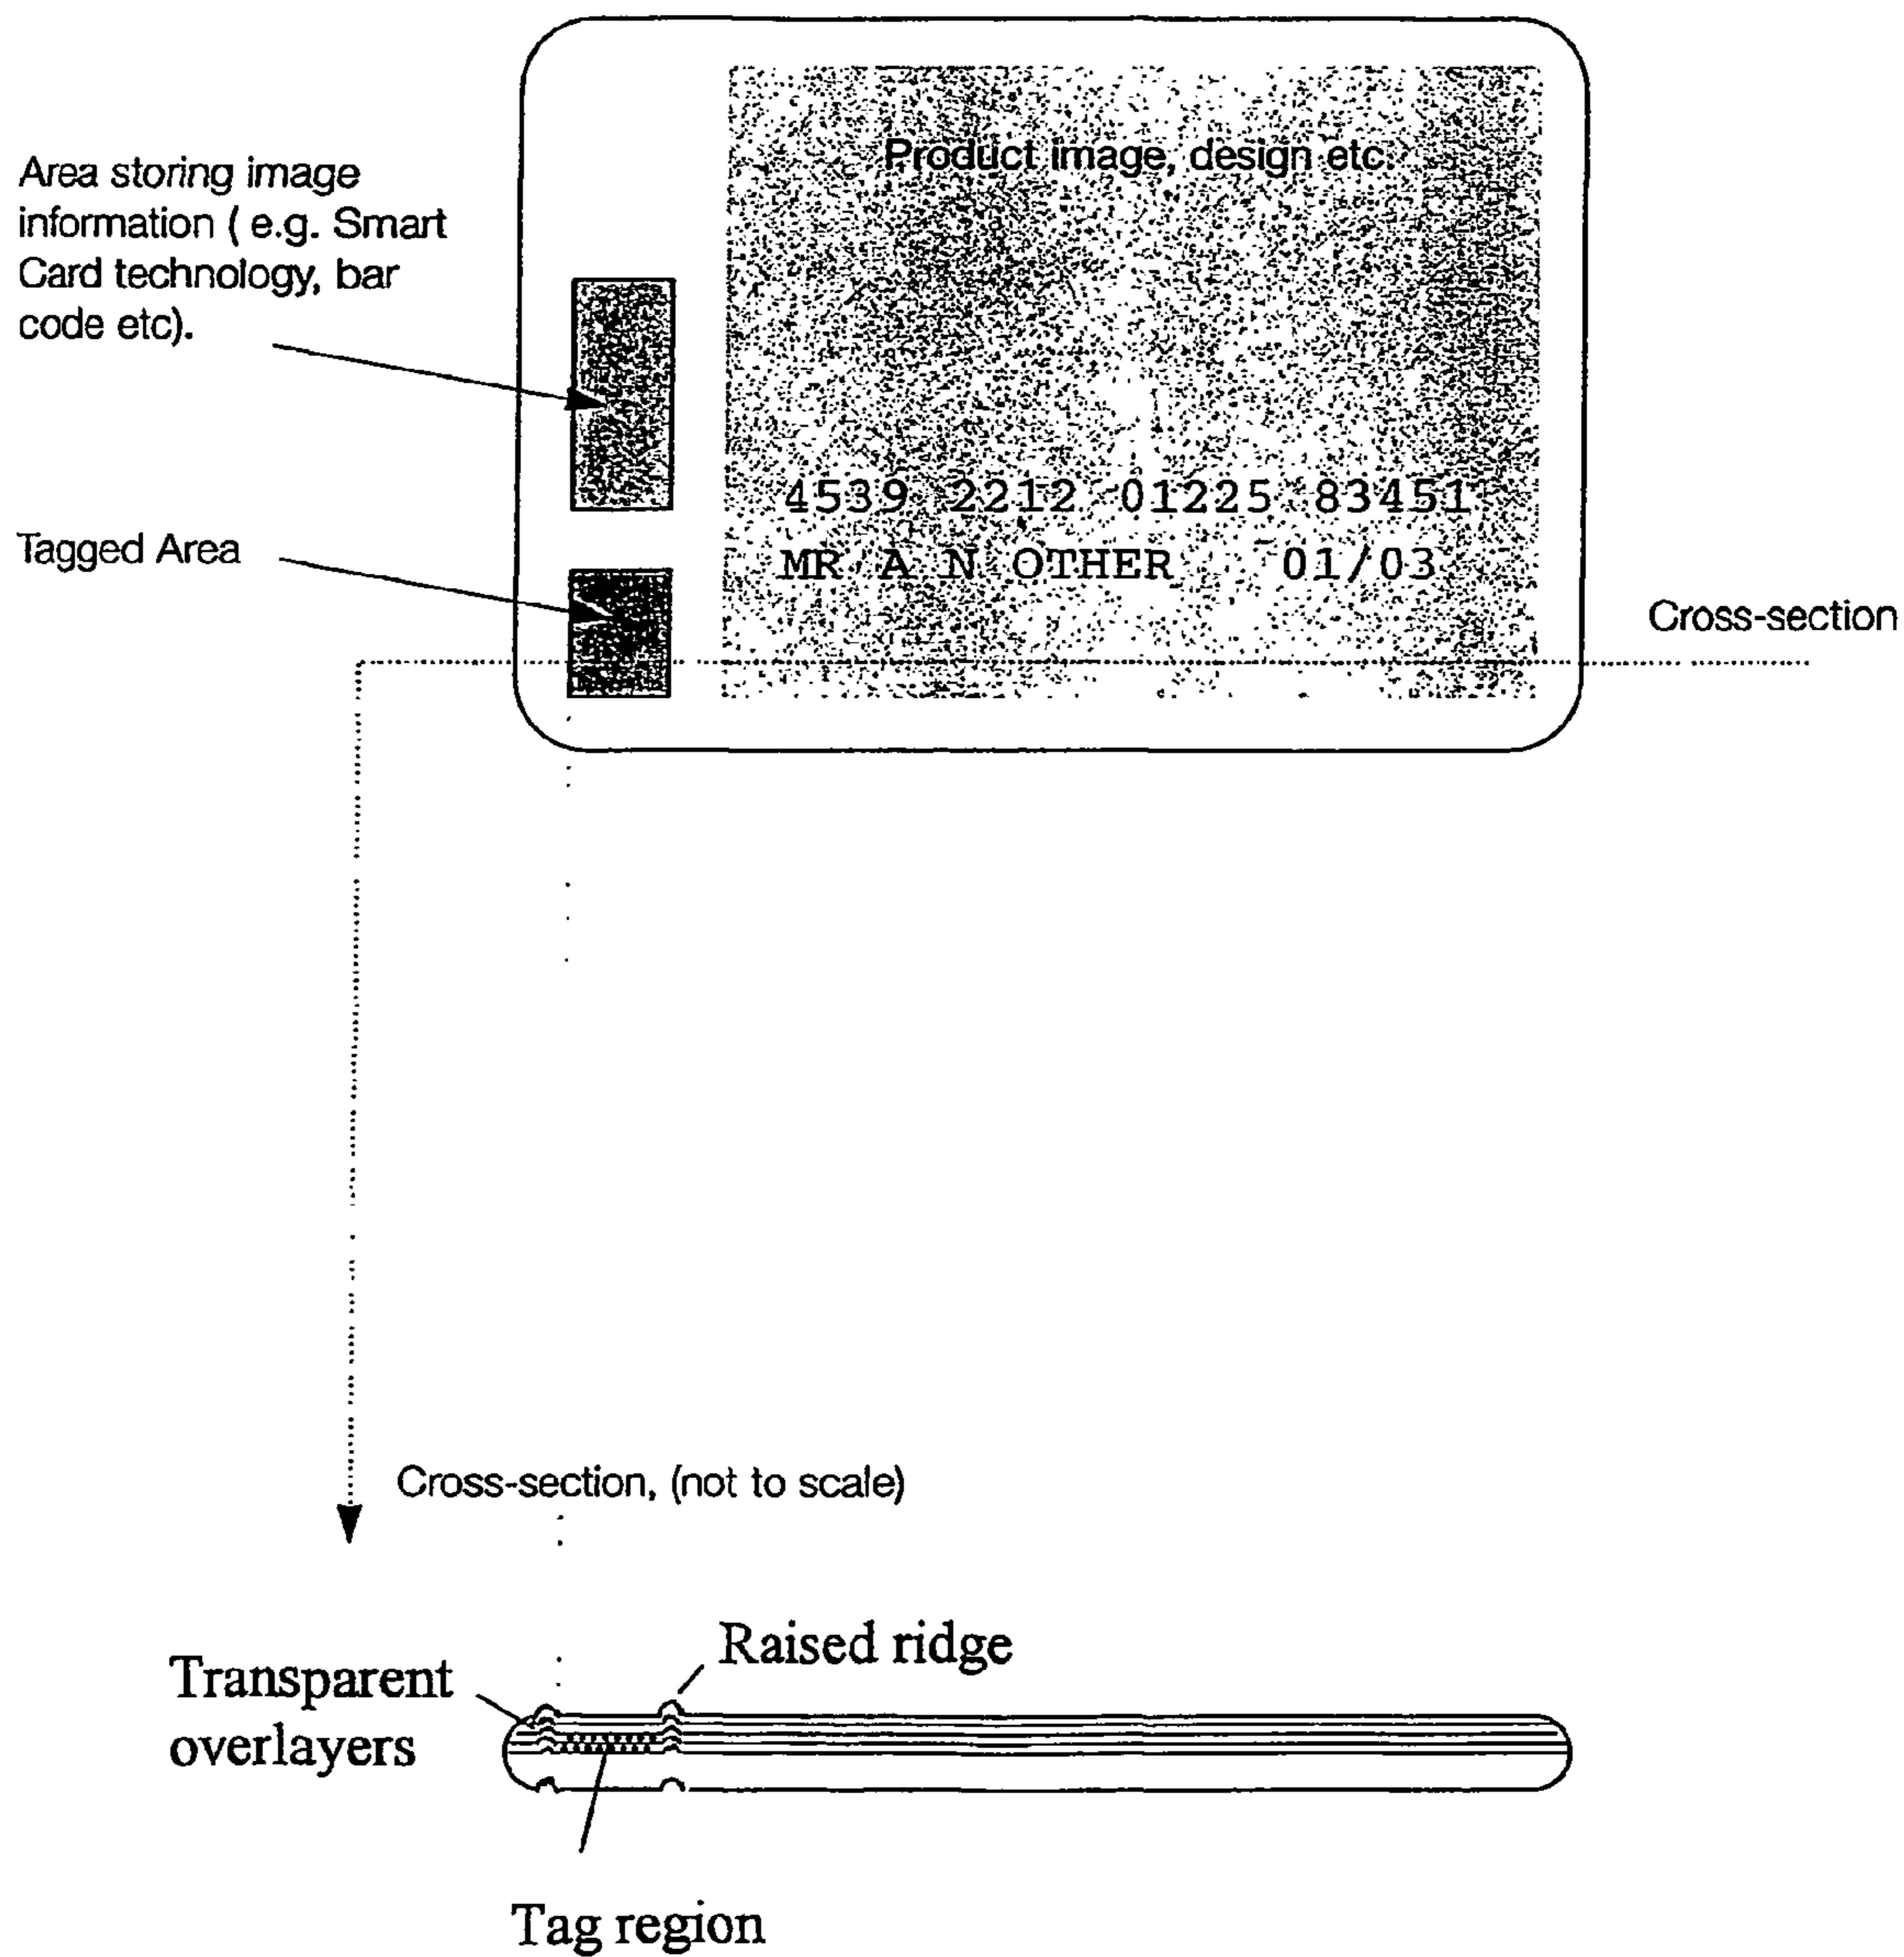 Product image, design etc.
Area storing image
information ( e.g. Smart
Card technology, bar
code etc).
4539 2212 01225 83451
Tagged Area
MR A N OTHER 01/03
Cross-section
Cross-section, (not to scale)
Raised ridge
Transparent
overlayers
Tag region